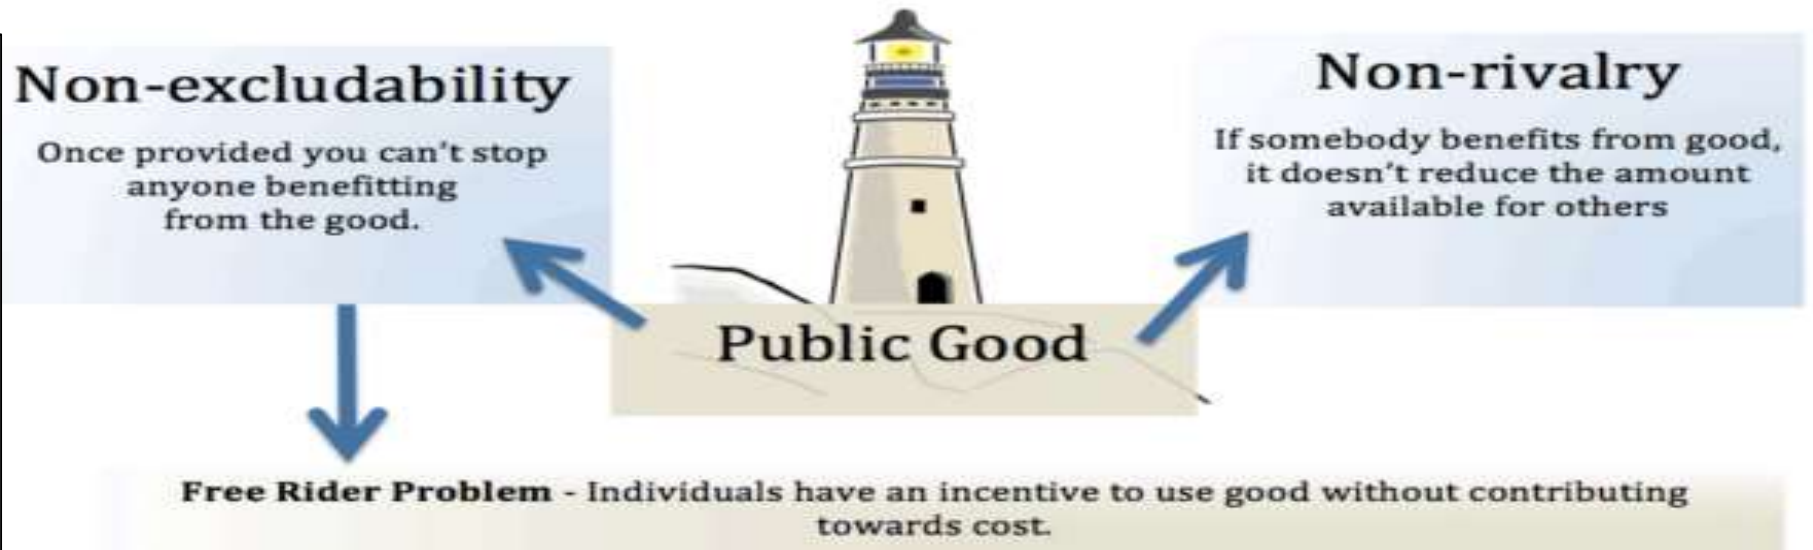 Non-excludability
Once provided you can't stop
anyone benefitting
from the good.
Non-rivalry
If somebody benefits from good,
it doesn't reduce the amount
available for others
Public Good
Free Rider Problem - Individuals have an incentive to use good without contributing
towards cost.